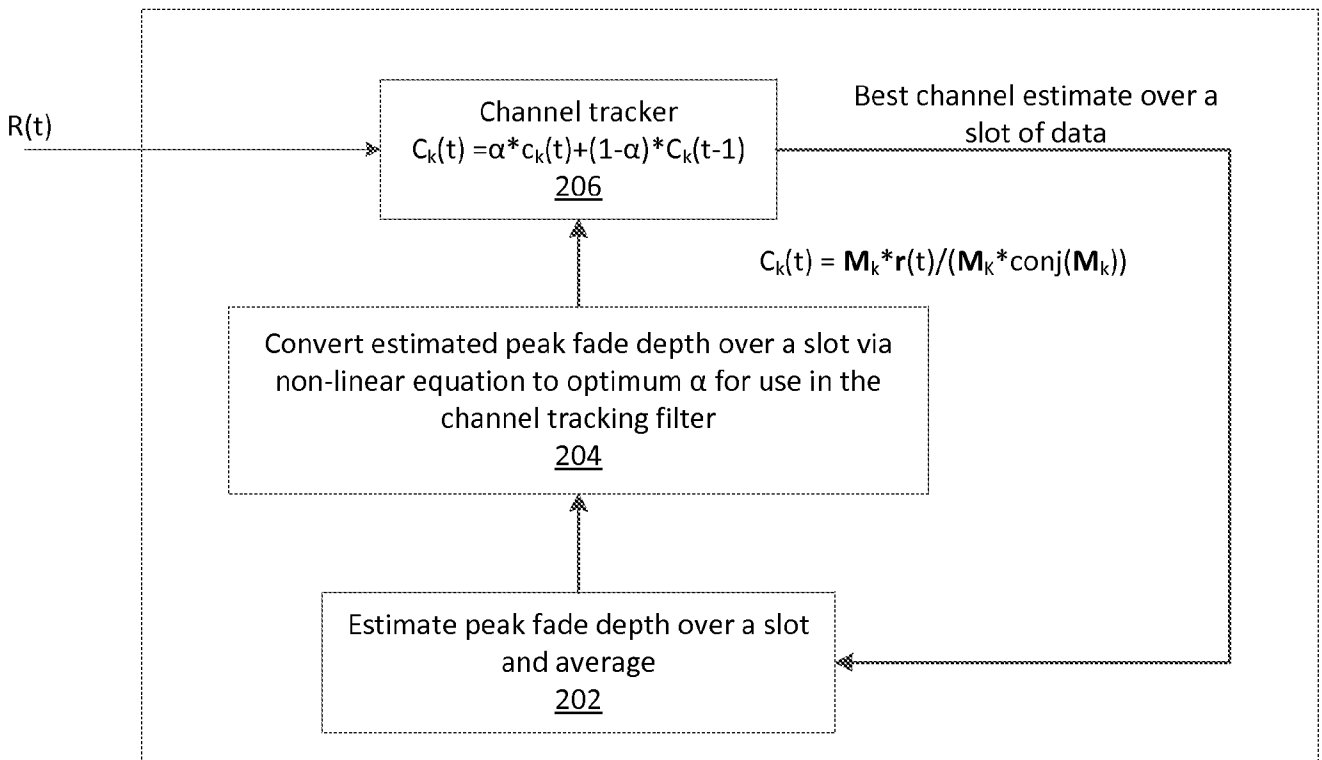 R(t)
Channel tracker
Cₖ(t) =α*cₖ(t)+(1-α)*Cₖ(t-1)
206
Best channel estimate over a
slot of data
Cₖ(t) = Mₖ*r(t)/(M_K*conj(Mₖ))
Convert estimated peak fade depth over a slot via
non-linear equation to optimum α for use in the
channel tracking filter
204
Estimate peak fade depth over a slot
and average
202